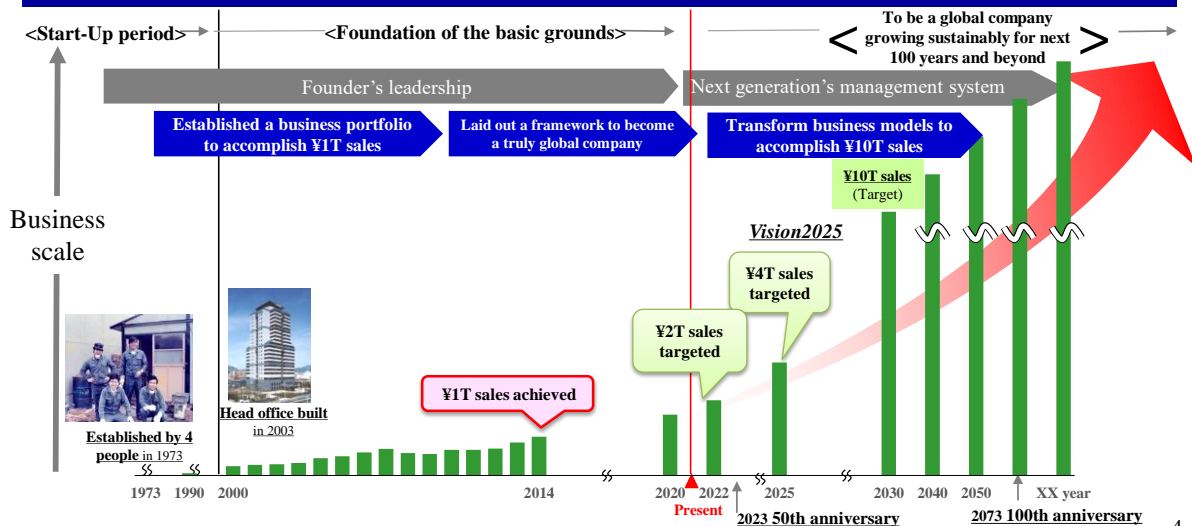 <Start-Up period>
<Foundation of the basic grounds>
< To be a global company
growing sustainably for next
100 years and beyond >
Founder's leadership
Next generation's management system
Established a business portfolio
to accomplish ¥1T sales
Laid out a framework to become
a truly global company
Transform business models to
accomplish ¥10T sales
¥10T sales
(Target)
Business
scale
Vision2025
¥4T sales
targeted
¥2T sales
targeted
¥1T sales achieved
Head office built
in 2003
Established by 4
people in 1973
1973
1990
2000
2014
2020
2022
2025
2030
2040
2050
XX year
Present
2023 50th anniversary
2073 100th anniversary